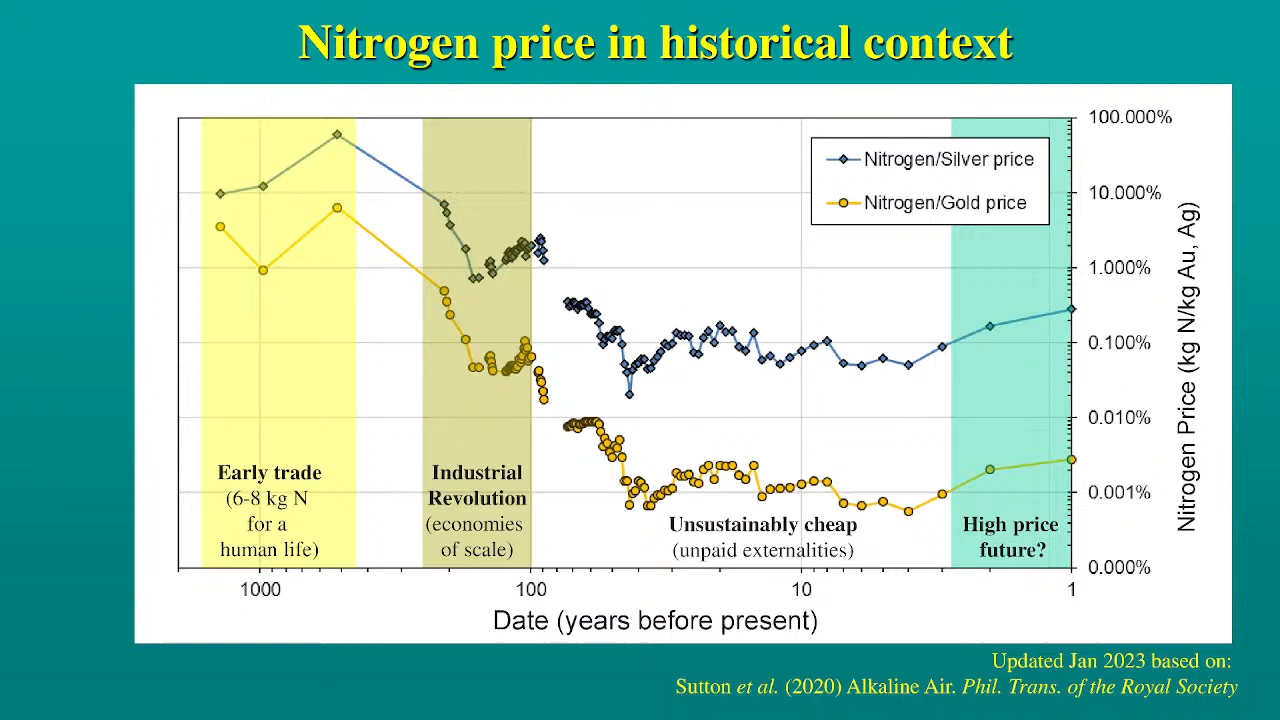 Nitrogen price in historical context
Nitrogen/Silver price
Nitrogen/Gold price
100.000%
10.000%
1.000%
0.100%
0.010%
0.001%
0.000%
Nitrogen Price (kg N/kg Au, Ag)
Early trade
(6-8 kg N
for a
human life)
Industrial
Revolution
(economies
of scale)
Unsustainably cheap
(unpaid externalities)
High price
future?
1000
100
10
1
Date (years before present)
Updated Jan 2023 based on:
Sutton et al. (2020) Alkaline Air. Phil. Trans. of the Royal Society